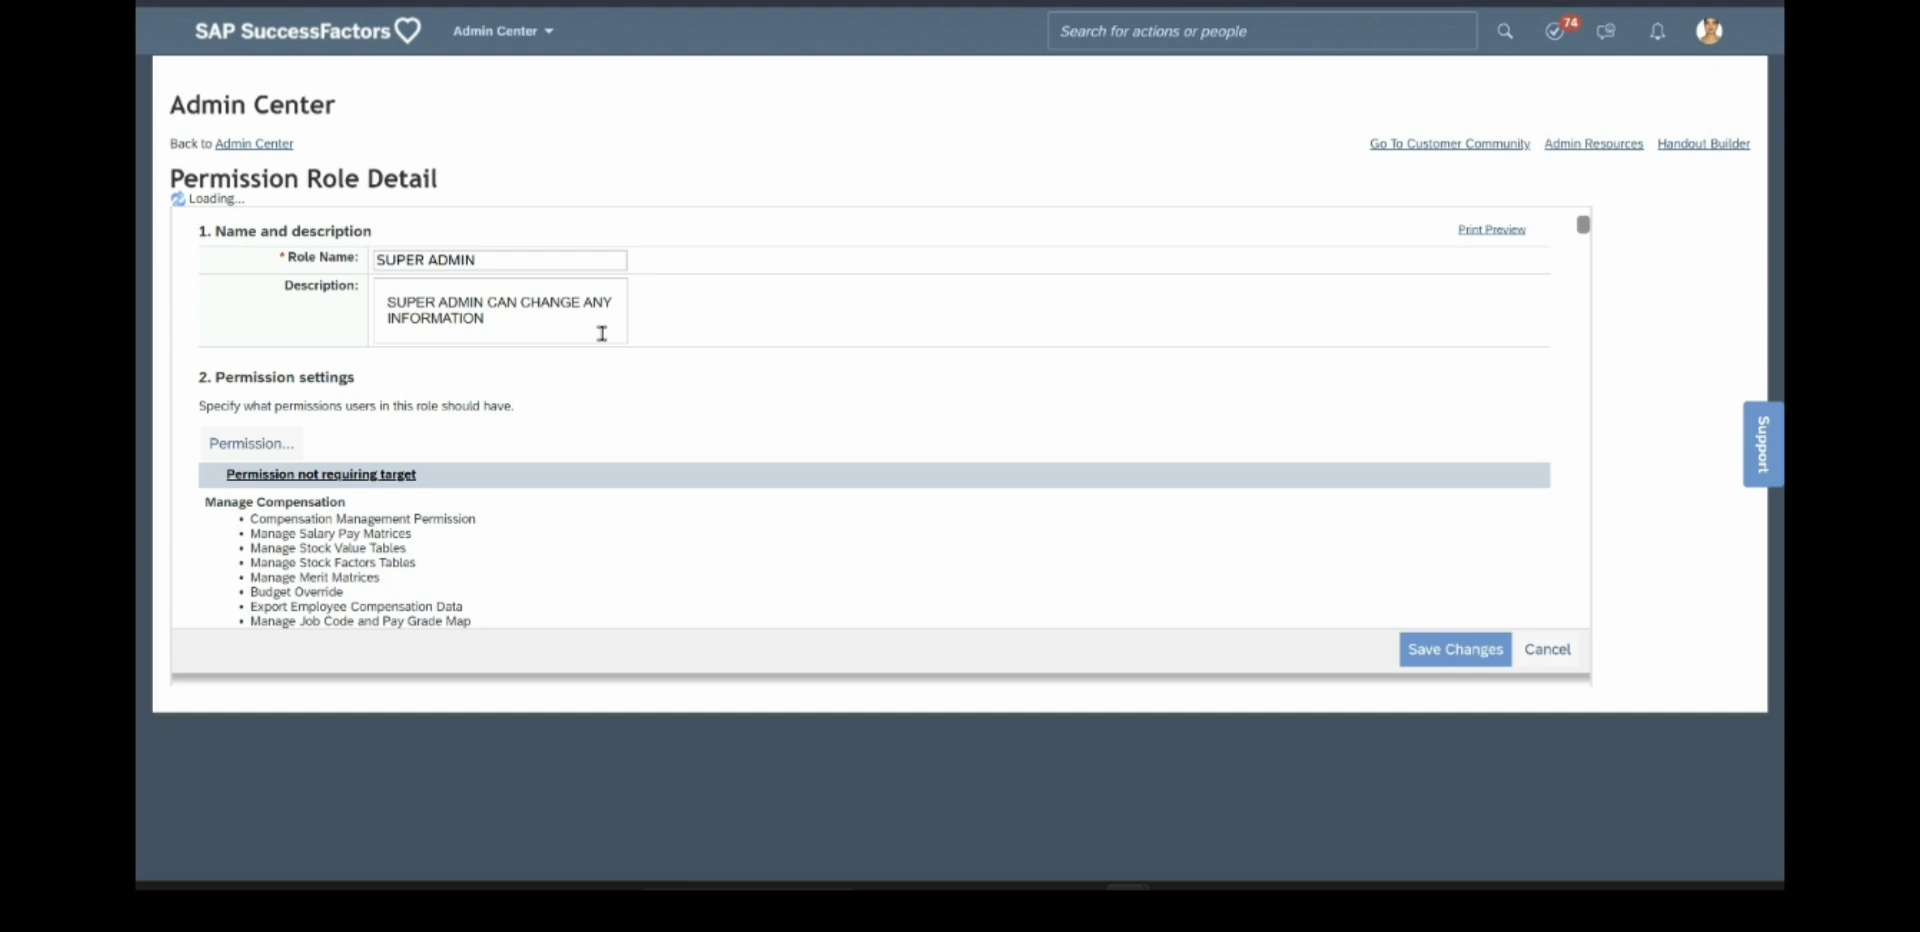 SAP SuccessFactors
Admin Center
Search for actions or people
74
Admin Center
Back to Admin Center
Go To Customer Community
Admin Resources
Handout Builder
Permission Role Detail
Loading...
1. Name and description
Print Preview
* Role Name:
SUPER ADMIN
Description:
SUPER ADMIN CAN CHANGE ANY
INFORMATION
2. Permission settings
Specify what permissions users in this role should have.
Permission...
Support
Permission not requiring target
Manage Compensation
• Compensation Management Permission
• Manage Salary Pay Matrices
• Manage Stock Value Tables
• Manage Stock Factors Tables
• Manage Merit Matrices
• Budget Override
• Export Employee Compensation Data
• Manage Job Code and Pay Grade Map
Save Changes
Cancel